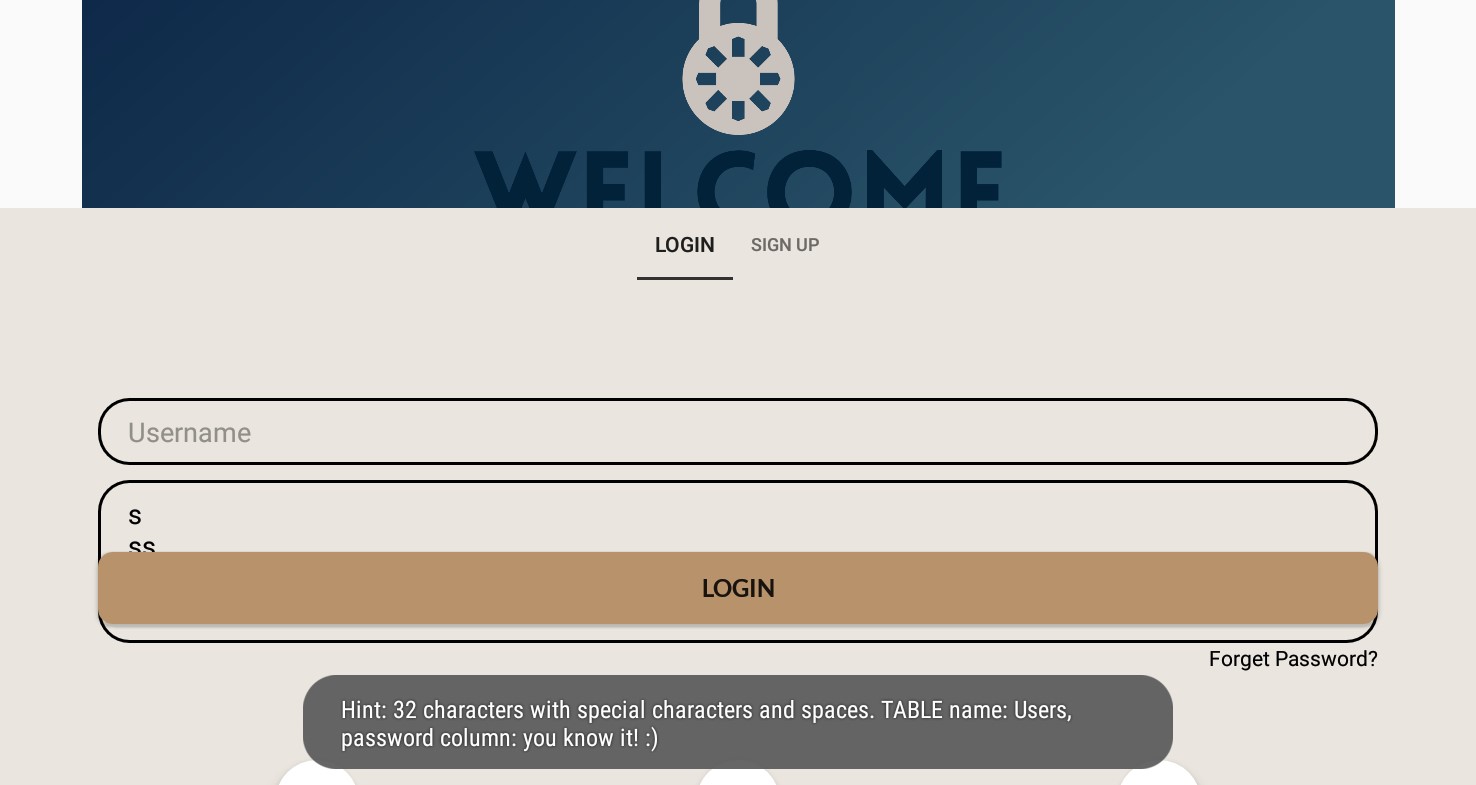 WELCOME
LOGIN SIGN UP
Username
s
ss
LOGIN
Forget Password?
Hint: 32 characters with special characters and spaces. TABLE name: Users,
password column: you know it! :)